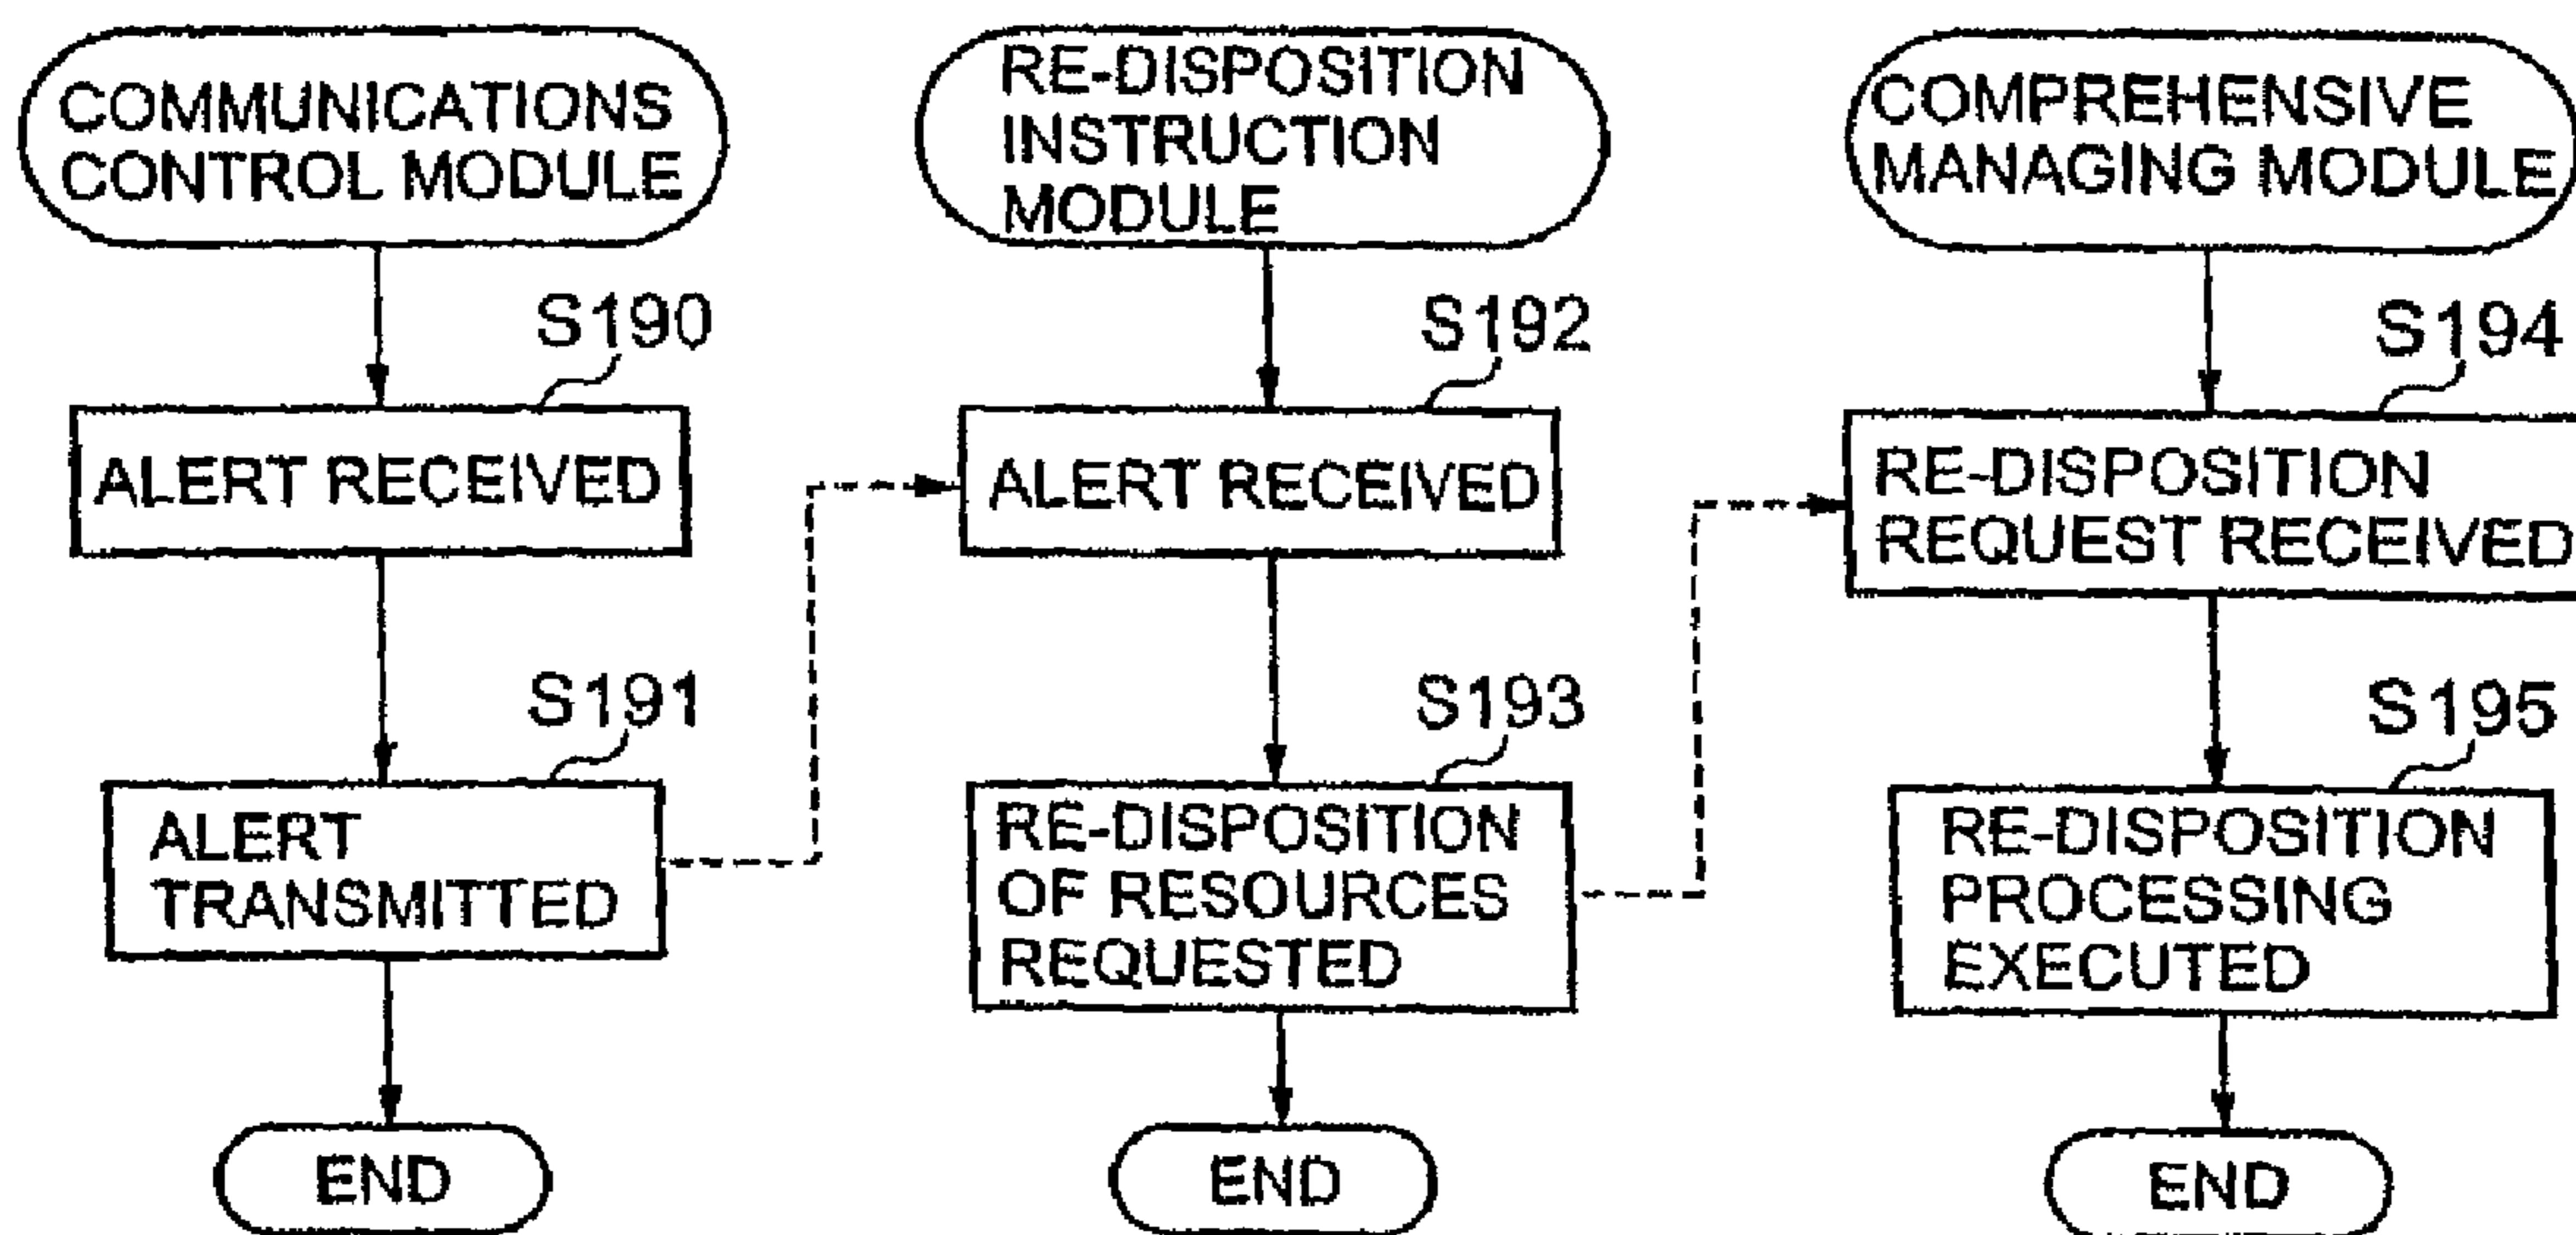 COMMUNICATIONS
CONTROL MODULE
S190
ALERT RECEIVED
S191
ALERT
TRANSMITTED
END
RE-DISPOSITION
INSTRUCTION
MODULE
S192
ALERT RECEIVED
S193
RE-DISPOSITION
OF RESOURCES
REQUESTED
END
COMPREHENSIVE
MANAGING MODULE
S194
RE-DISPOSITION
REQUEST RECEIVED
S195
RE-DISPOSITION
PROCESSING
EXECUTED
END